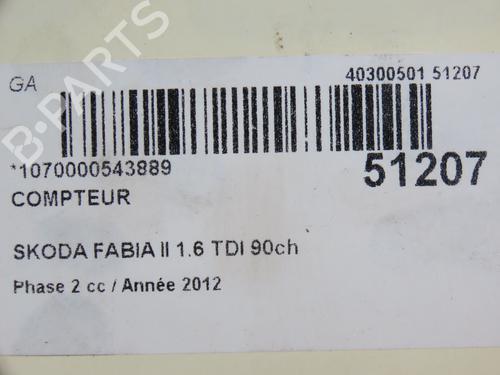 GA
40300501 51207
*1070000543889
51207
COMPTEUR
SKODA FABIA II 1.6 TDI 90ch
Phase 2 cc / Année 2012
B-PARTS